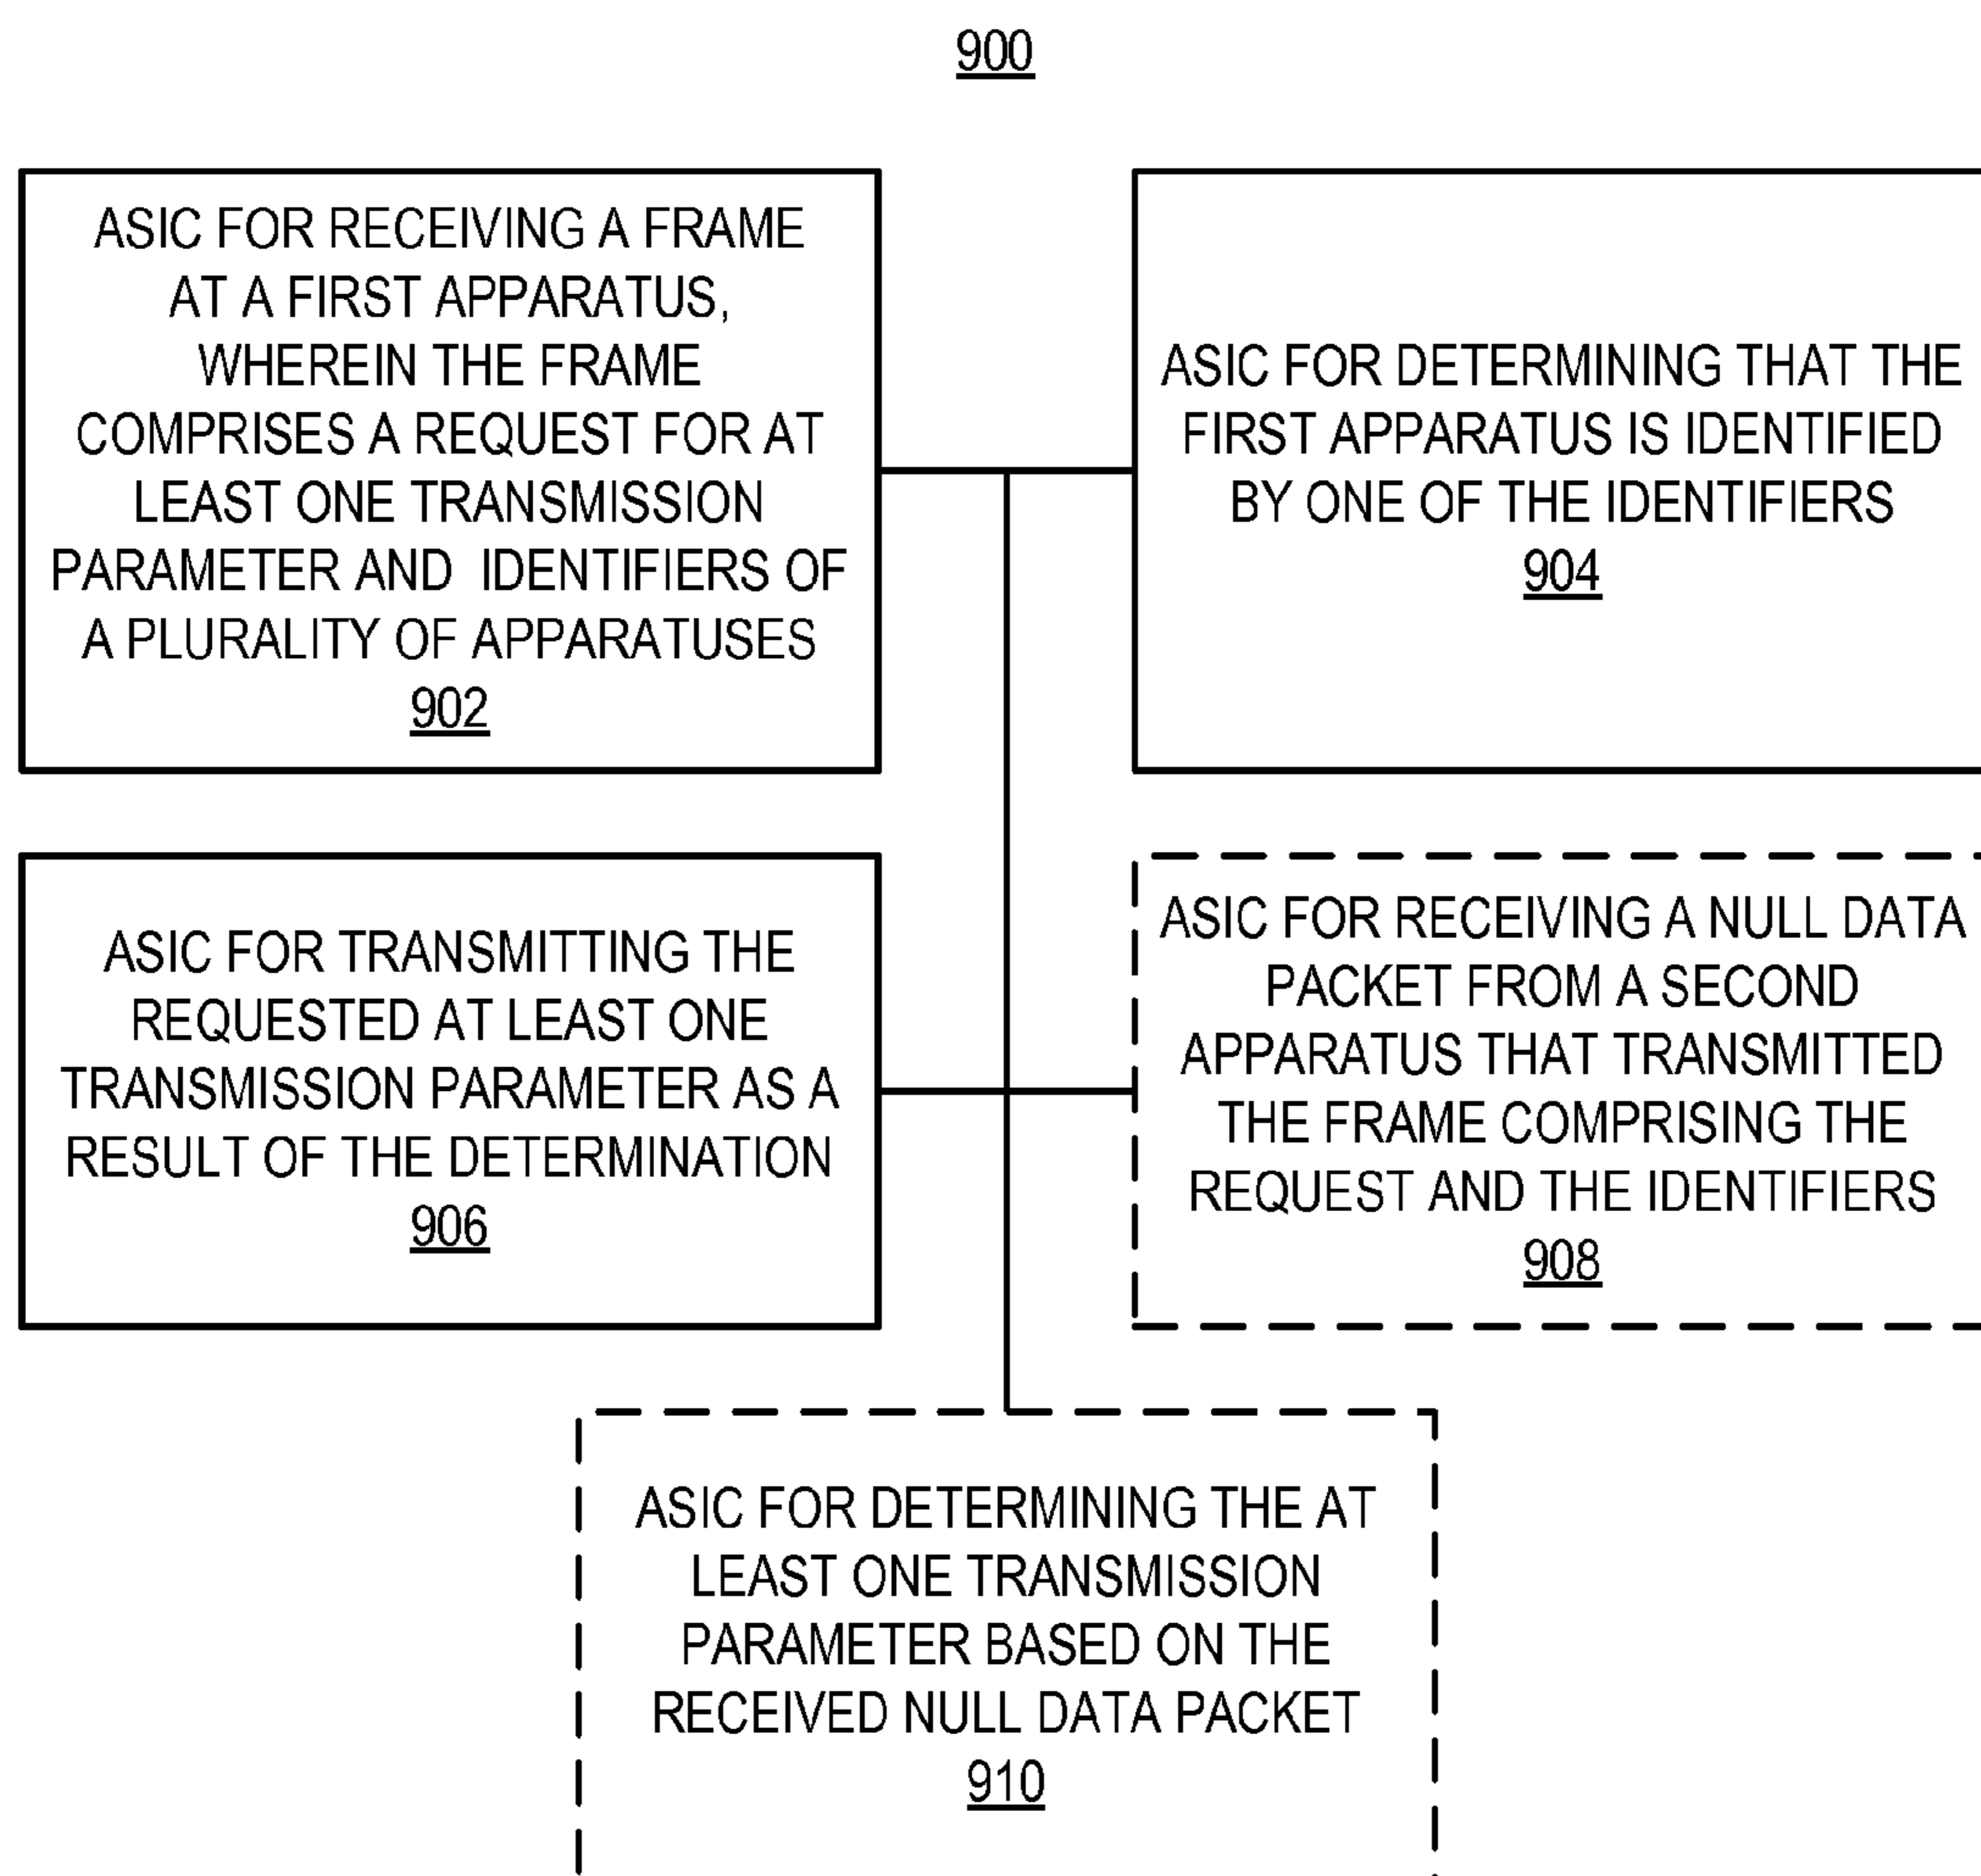 900
ASIC FOR RECEIVING A FRAME
AT A FIRST APPARATUS,
WHEREIN THE FRAME
COMPRISES A REQUEST FOR AT
LEAST ONE TRANSMISSION
PARAMETER AND IDENTIFIERS OF
A PLURALITY OF APPARATUSES
902
ASIC FOR DETERMINING THAT THE
FIRST APPARATUS IS IDENTIFIED
BY ONE OF THE IDENTIFIERS
904
ASIC FOR TRANSMITTING THE
REQUESTED AT LEAST ONE
TRANSMISSION PARAMETER AS A
RESULT OF THE DETERMINATION
906
ASIC FOR RECEIVING A NULL DATA
PACKET FROM A SECOND
APPARATUS THAT TRANSMITTED
THE FRAME COMPRISING THE
REQUEST AND THE IDENTIFIERS
908
ASIC FOR DETERMINING THE AT
LEAST ONE TRANSMISSION
PARAMETER BASED ON THE
RECEIVED NULL DATA PACKET
910